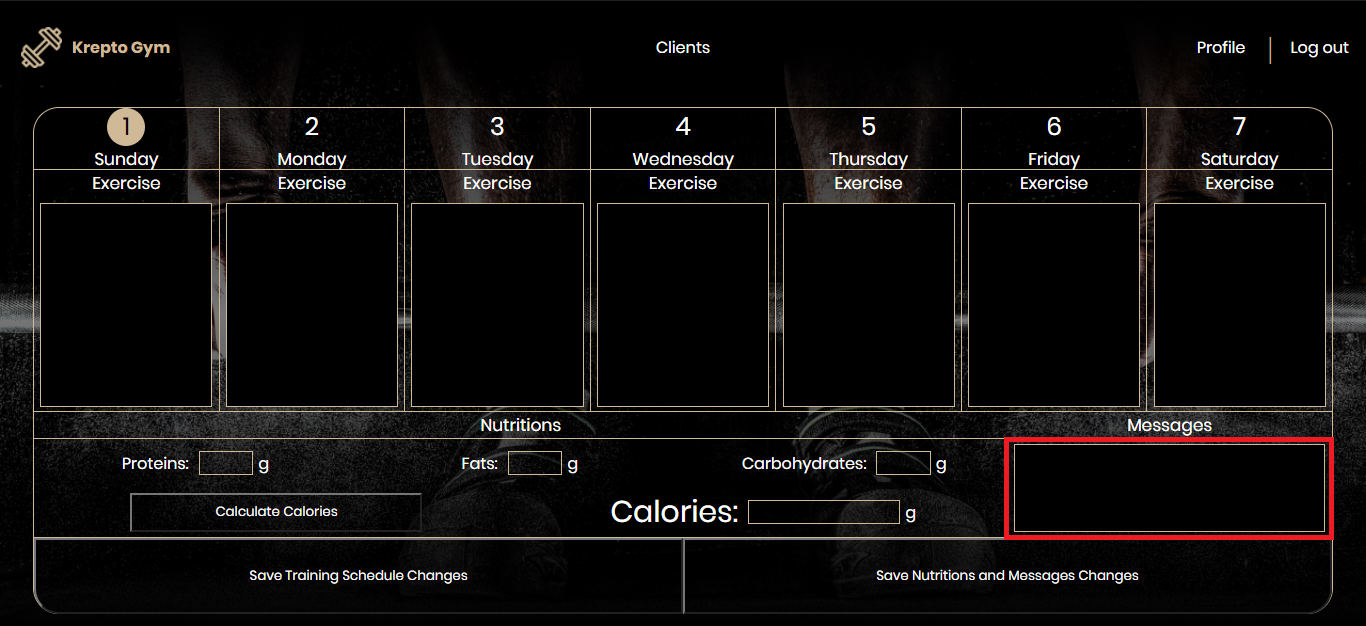 Krepto Gym
Clients
Profile
Log out
1 2 3 4 5 6 7
Sunday Monday Tuesday Wednesday Thursday Friday Saturday
Exercise Exercise Exercise Exercise Exercise Exercise Exercise
Nutritions
Messages
Proteins: g Fats: g Carbohydrates: g
Calculate Calories
Calories: g
Save Training Schedule Changes
Save Nutritions and Messages Changes